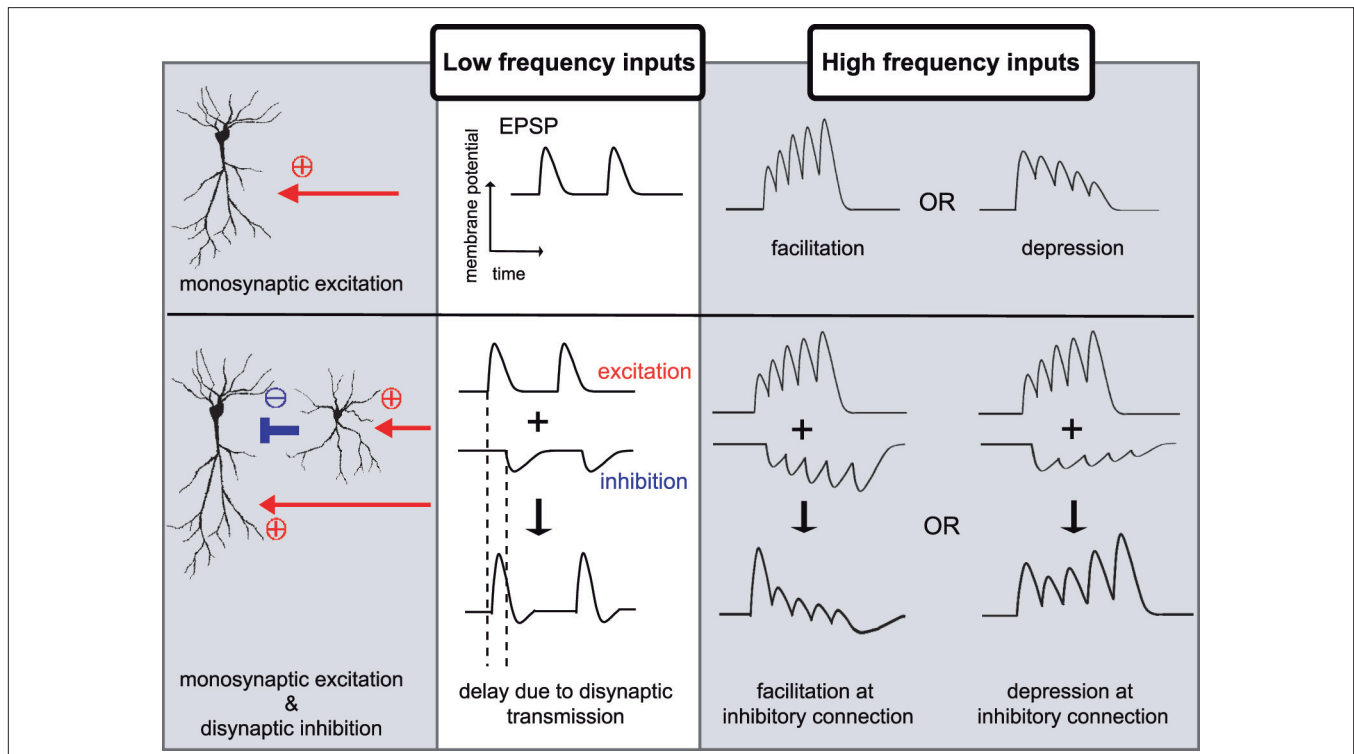 Low frequency inputs
High frequency inputs
EPSP
membrane potential
time
monosynaptic excitation
facilitation
OR
depression
excitation
+
inhibition
+
+
OR
monosynaptic excitation
&
disynaptic inhibition
delay due to disynaptic
transmission
facilitation at
inhibitory connection
depression at
inhibitory connection